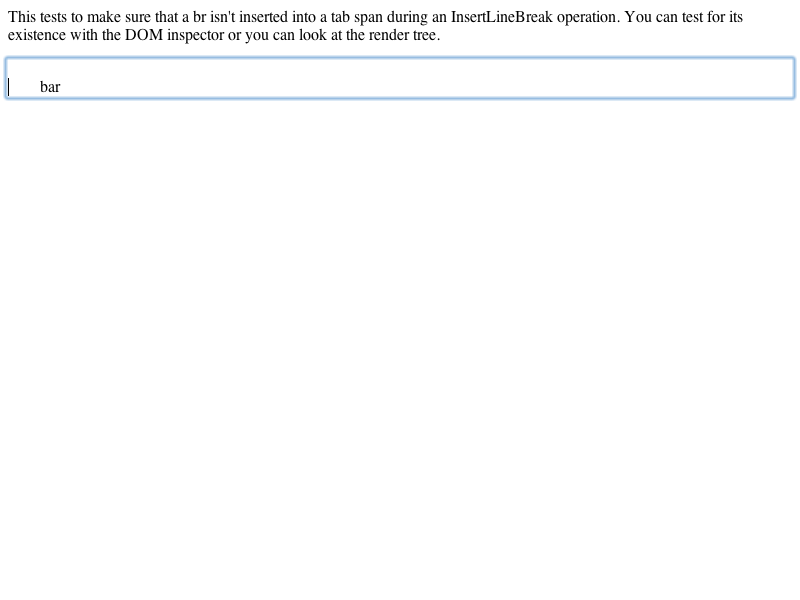 This tests to make sure that a br isn't inserted into a tab span during an InsertLineBreak operation. You can test for its
existence with the DOM inspector or you can look at the render tree.
bar